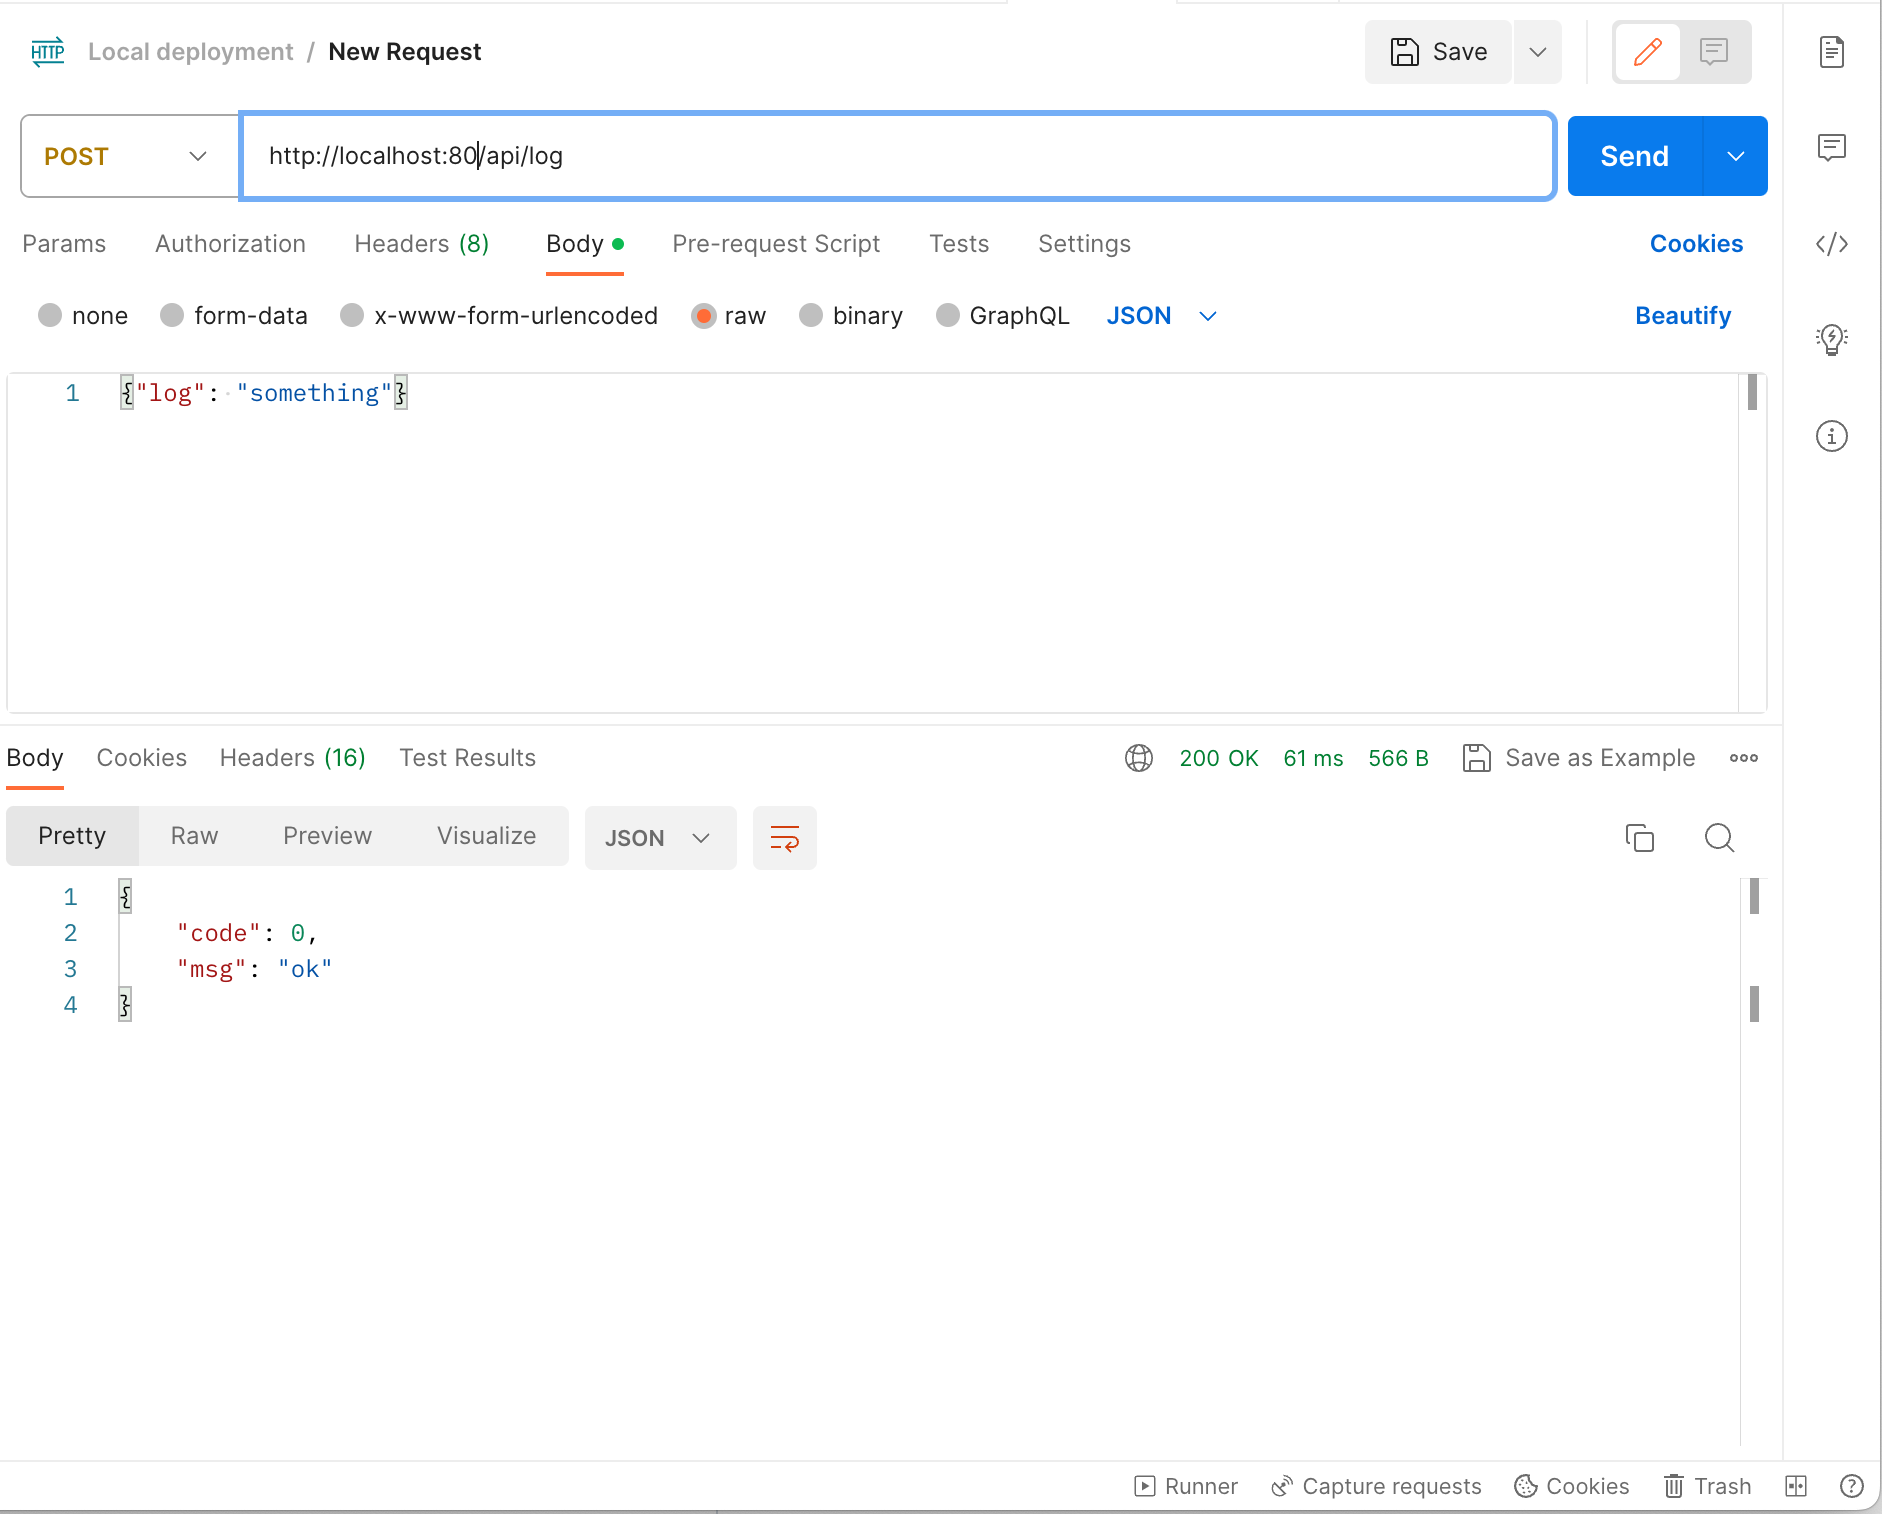 HTTP Local deployment / New Request Save
POST http://localhost:80/api/log Send
Params Authorization Headers (8) Body Pre-request Script Tests Settings Cookies
none form-data x-www-form-urlencoded raw binary GraphQL JSON Beautify
1 {"log": "something"}
Body Cookies Headers (16) Test Results 200 OK 61 ms 566 B Save as Example
Pretty Raw Preview Visualize JSON
1 {
2 "code": 0,
3 "msg": "ok"
4 }
Runner Capture requests Cookies Trash